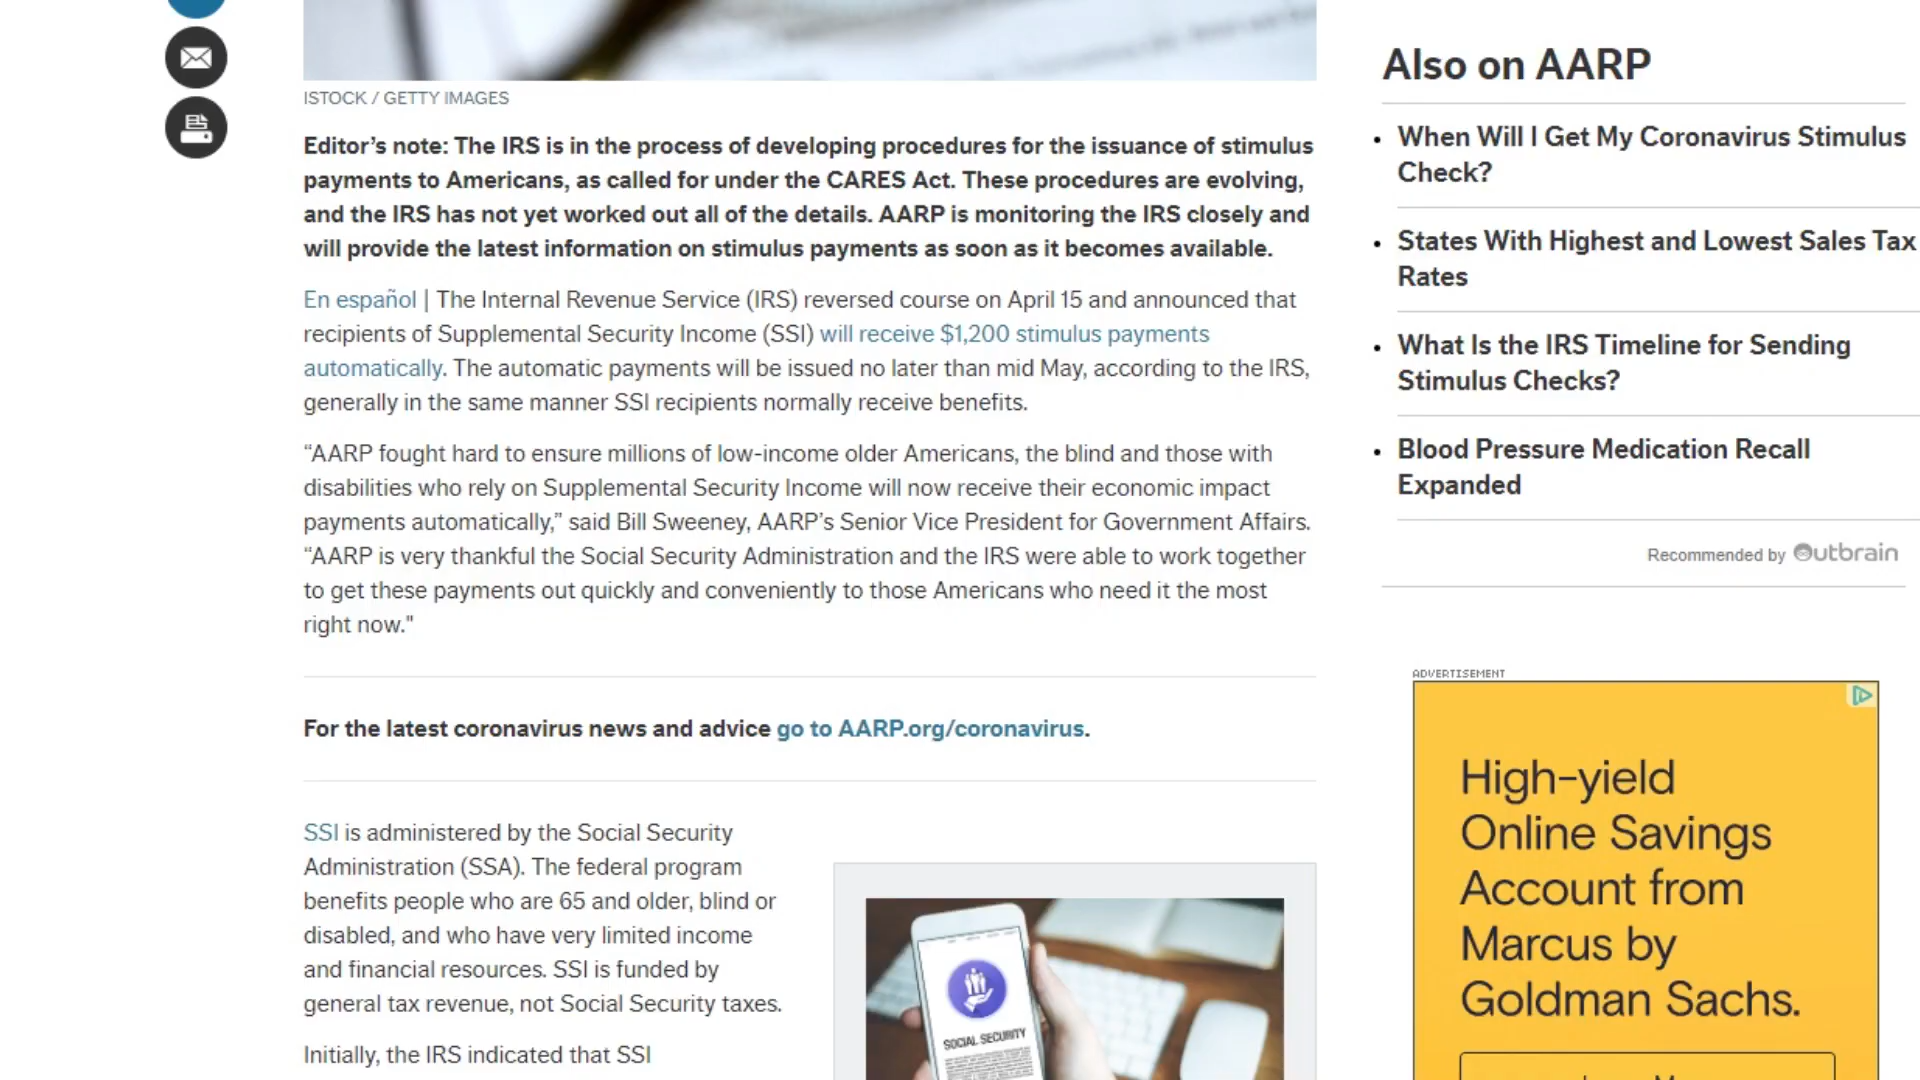 ISTOCK / GETTY IMAGES
Editor’s note: The IRS is in the process of developing procedures for the issuance of stimulus
payments to Americans, as called for under the CARES Act. These procedures are evolving,
and the IRS has not yet worked out all of the details. AARP is monitoring the IRS closely and
will provide the latest information on stimulus payments as soon as it becomes available.
En español | The Internal Revenue Service (IRS) reversed course on April 15 and announced that
recipients of Supplemental Security Income (SSI) will receive $1,200 stimulus payments
automatically. The automatic payments will be issued no later than mid May, according to the IRS,
generally in the same manner SSI recipients normally receive benefits.
“AARP fought hard to ensure millions of low-income older Americans, the blind and those with
disabilities who rely on Supplemental Security Income will now receive their economic impact
payments automatically,” said Bill Sweeney, AARP’s Senior Vice President for Government Affairs.
“AARP is very thankful the Social Security Administration and the IRS were able to work together
to get these payments out quickly and conveniently to those Americans who need it the most
right now."
For the latest coronavirus news and advice go to AARP.org/coronavirus.
SSI is administered by the Social Security
Administration (SSA). The federal program
benefits people who are 65 and older, blind or
disabled, and who have very limited income
and financial resources. SSI is funded by
general tax revenue, not Social Security taxes.
Initially, the IRS indicated that SSI
SOCIAL SECURITY
Also on AARP
When Will I Get My Coronavirus Stimulus
Check?
States With Highest and Lowest Sales Tax
Rates
What Is the IRS Timeline for Sending
Stimulus Checks?
Blood Pressure Medication Recall
Expanded
Recommended by Outbrain
ADVERTISEMENT
High-yield
Online Savings
Account from
Marcus by
Goldman Sachs.